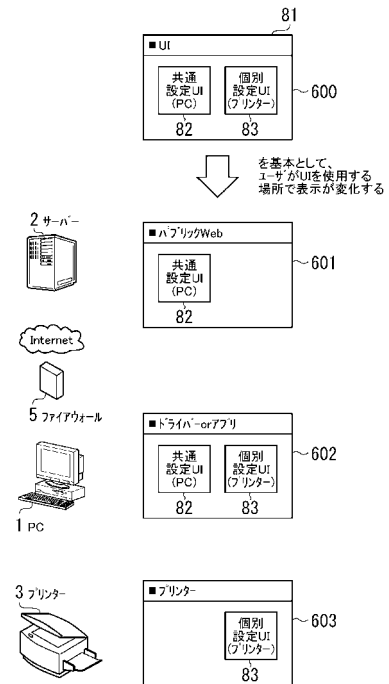 81
■ UI
共通
設定UI
(PC)
個別
設定UI
(プリンター)
600
82
83
を基本として、
ユーザがUIを使用する
場所で表示が変化する
2 サーバー
■ パブリックWeb
601
共通
設定UI
(PC)
82
Internet
5 ファイアウォール
■ ドライバーorアプリ
602
共通
設定UI
(PC)
個別
設定UI
(プリンター)
82
83
1 PC
3 プリンター
■ プリンター
603
個別
設定UI
(プリンター)
83